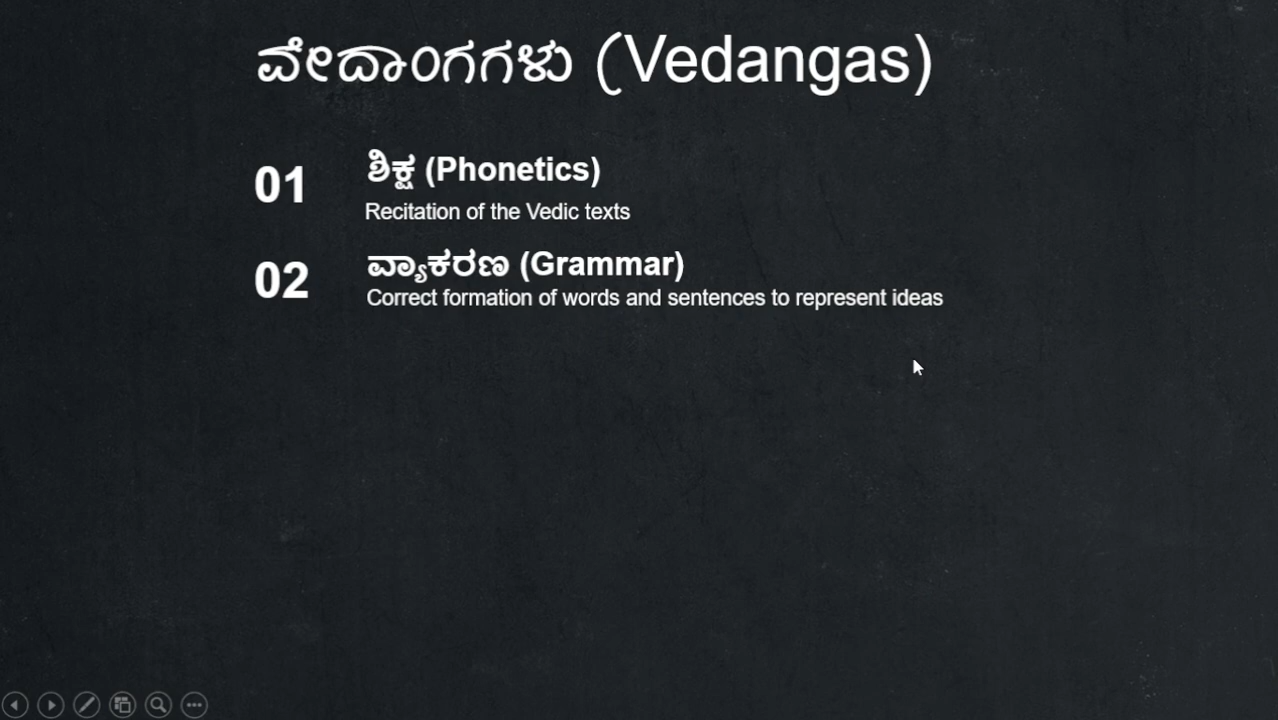 ವೇದಾಂಗಗಳು (Vedangas)
01
ಶಿಕ್ಷ (Phonetics)
Recitation of the Vedic texts
02
ವ್ಯಾಕರಣ (Grammar)
Correct formation of words and sentences to represent ideas